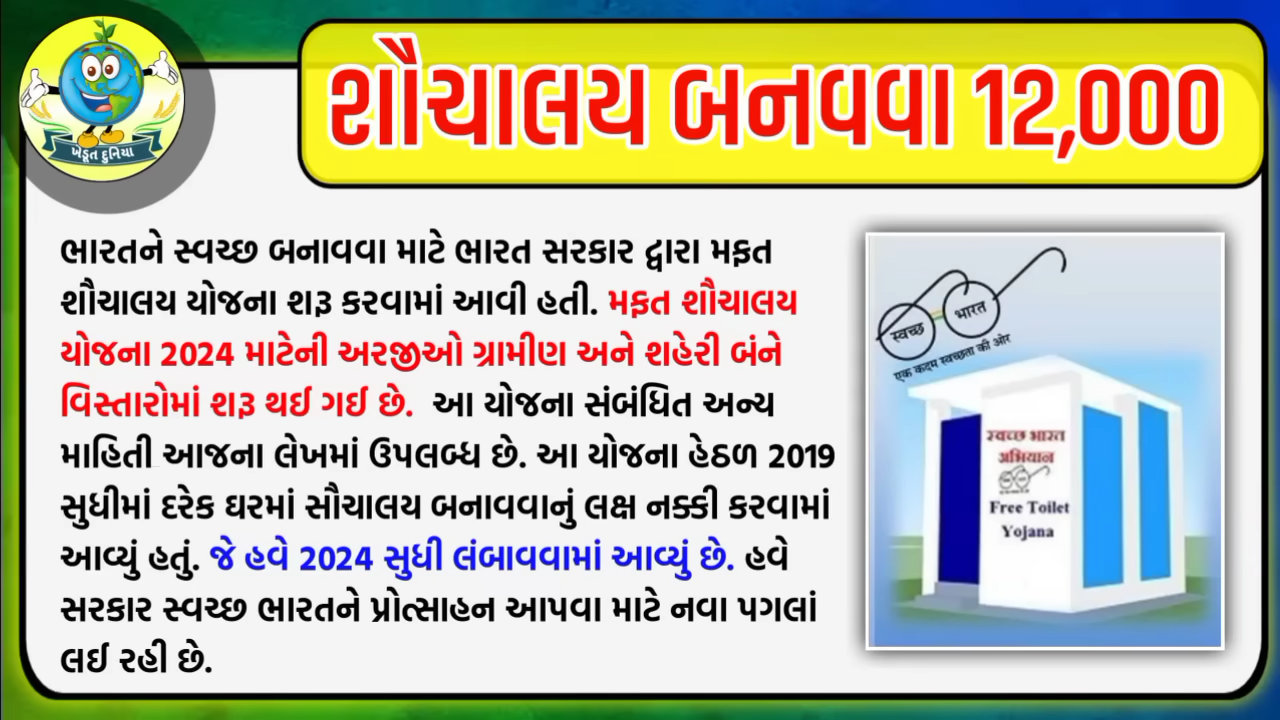 શૌચાલય બનવવા 12,000
ખેડૂત દુનિયા
ભારતને સ્વચ્છ બનાવવા માટે ભારત સરકાર દ્વારા મફત
શૌચાલય યોજના શરૂ કરવામાં આવી હતી. મફત શૌચાલય
યોજના 2024 માટેની અરજીઓ ગ્રામીણ અને શહેરી બંને
વિસ્તારોમાં શરૂ થઈ ગઈ છે. આ યોજના સંબંધિત અન્ય
માહિતી આજના લેખમાં ઉપલબ્ધ છે. આ યોજના હેઠળ 2019
સુધીમાં દરેક ઘરમાં સૌચાલય બનાવવાનું લક્ષ નક્કી કરવામાં
આવ્યું હતું. જે હવે 2024 સુધી લંબાવવામાં આવ્યું છે. હવે
સરકાર સ્વચ્છ ભારતને પ્રોત્સાહન આપવા માટે નવા પગલાં
લઈ રહી છે.
स्वच्छ भारत
एक कदम स्वच्छता की ओर
स्वच्छ भारत
अभियान
Free Toilet
Yojana